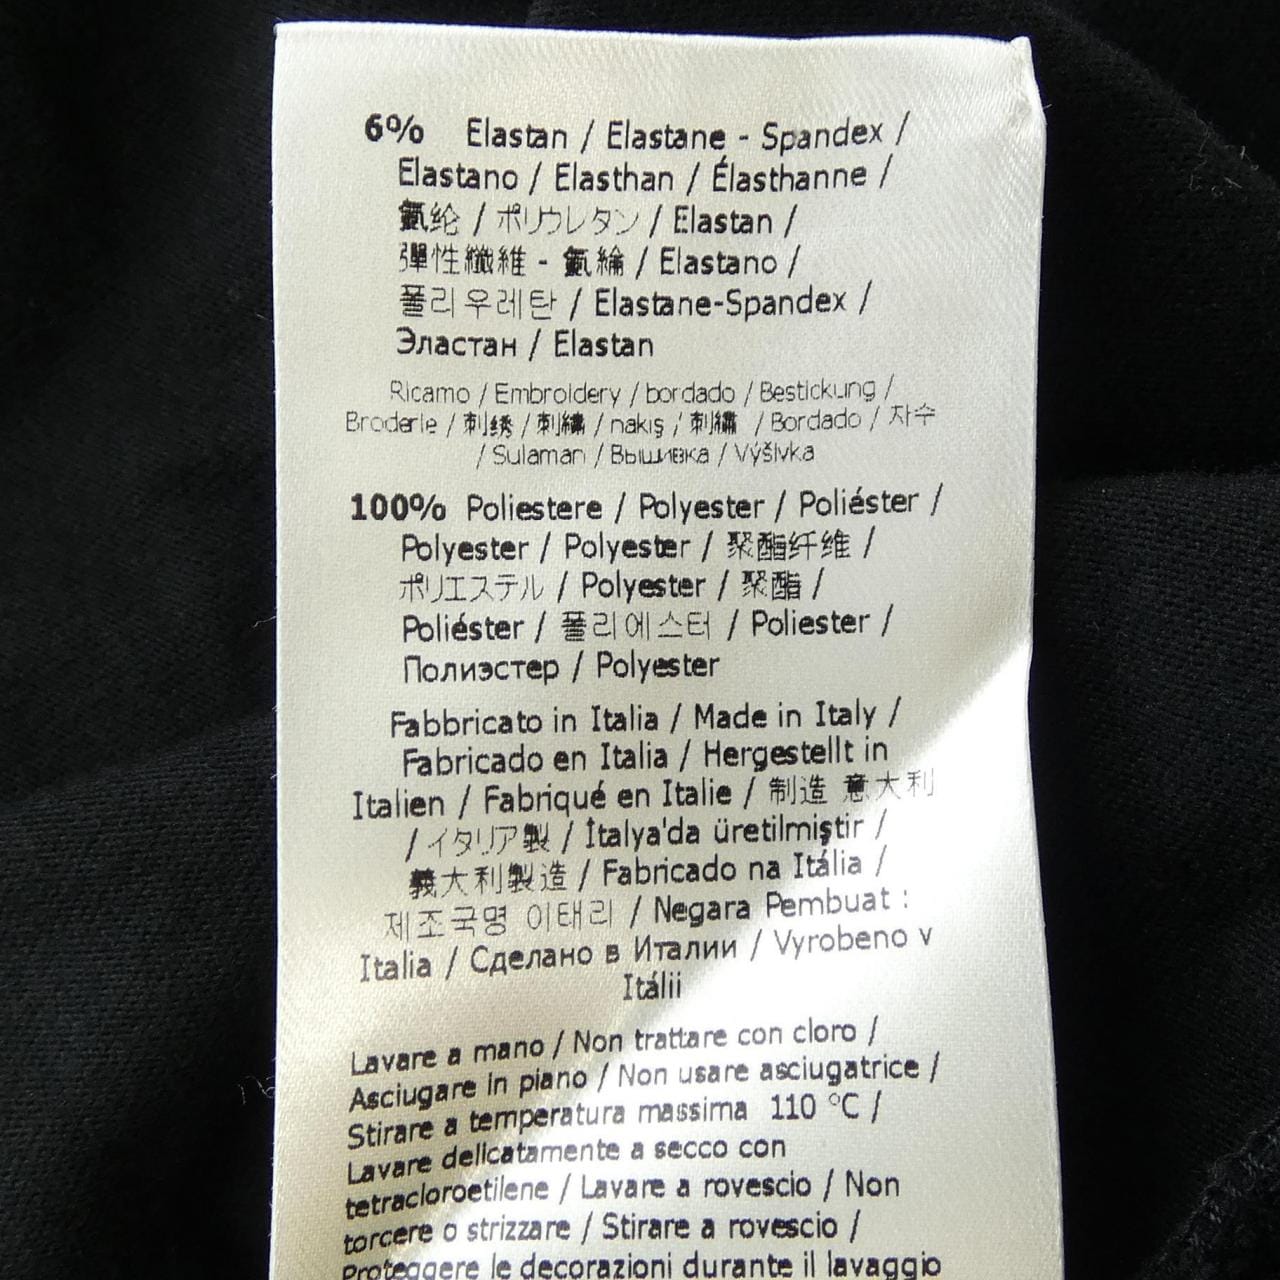 6% Elastan / Elastane - Spandex /
Elastano / Elasthan / Élasthanne /
氨纶 / ポリウレタン / Elastan /
彈性纖維 - 氨綸 / Elastano /
폴리우레탄 / Elastane-Spandex /
Эластан / Elastan
Ricamo / Embroidery / bordado / Bestickung /
Broderie / 刺绣 / 刺繍 / nakış / 刺繡 / Bordado / 자수
/ Sulaman / Вышивка / Výšivka
100% Poliestere / Polyester / Poliéster /
Polyester / Polyester / 聚酯纤维 /
ポリエステル / Polyester / 聚酯 /
Poliéster / 폴리에스터 / Poliester /
Полиэстер / Polyester
Fabbricato in Italia / Made in Italy /
Fabricado en Italia / Hergestellt in
Italien / Fabriqué en Italie / 制造 意大利
/ イタリア製 / İtalya'da üretilmiştir /
義大利製造 / Fabricado na Itália /
제조국명 이태리 / Negara Pembuat :
Italia / Сделано в Италии / Vyrobeno v
Itálii
Lavare a mano / Non trattare con cloro /
Asciugare in piano / Non usare asciugatrice /
Stirare a temperatura massima 110 °C /
Lavare delicatamente a secco con
tetracloroetilene / Lavare a rovescio / Non
torcere o strizzare / Stirare a rovescio /
Proteggere le decorazioni durante il lavaggio